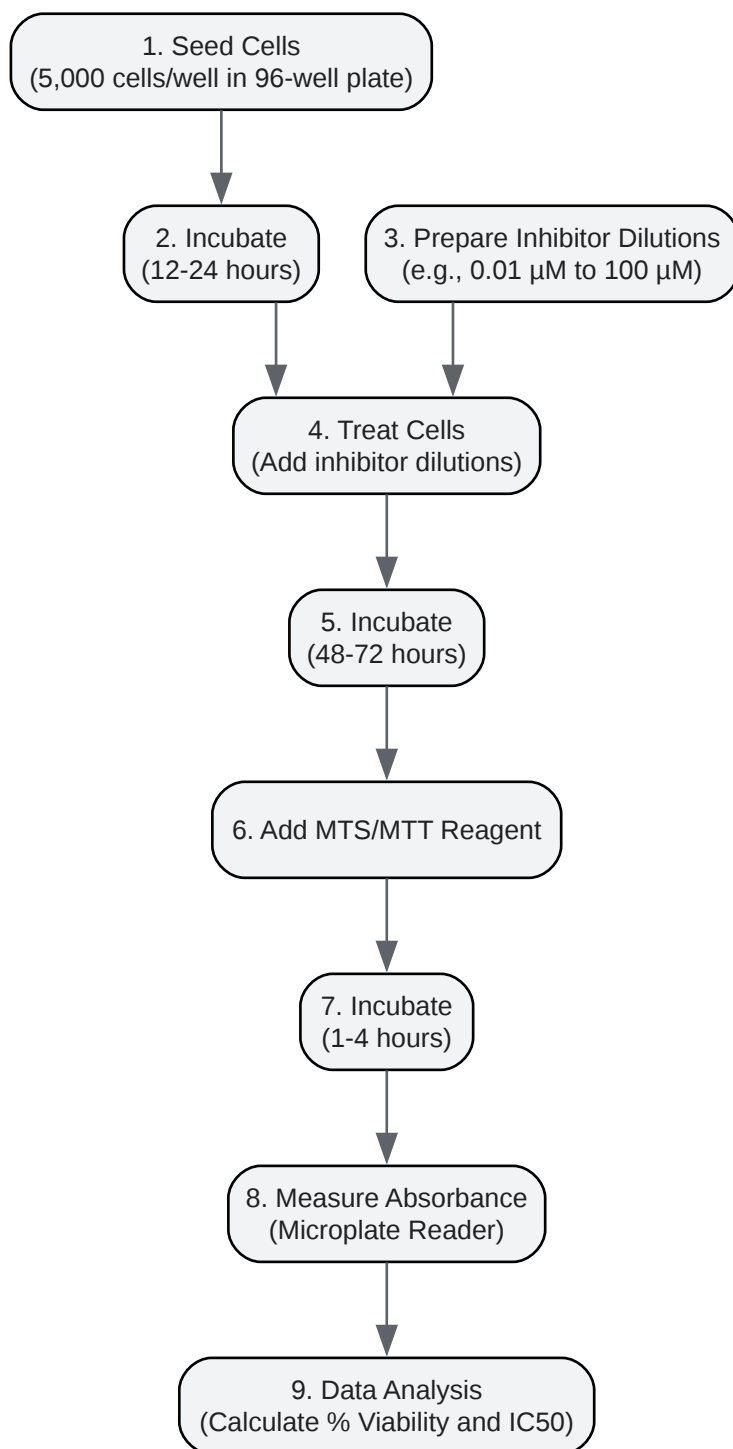 1. Seed Cells
(5,000 cells/well in 96-well plate)
2. Incubate
(12-24 hours)
3. Prepare Inhibitor Dilutions
(e.g., 0.01 µM to 100 µM)
4. Treat Cells
(Add inhibitor dilutions)
5. Incubate
(48-72 hours)
6. Add MTS/MTT Reagent
7. Incubate
(1-4 hours)
8. Measure Absorbance
(Microplate Reader)
9. Data Analysis
(Calculate % Viability and IC50)